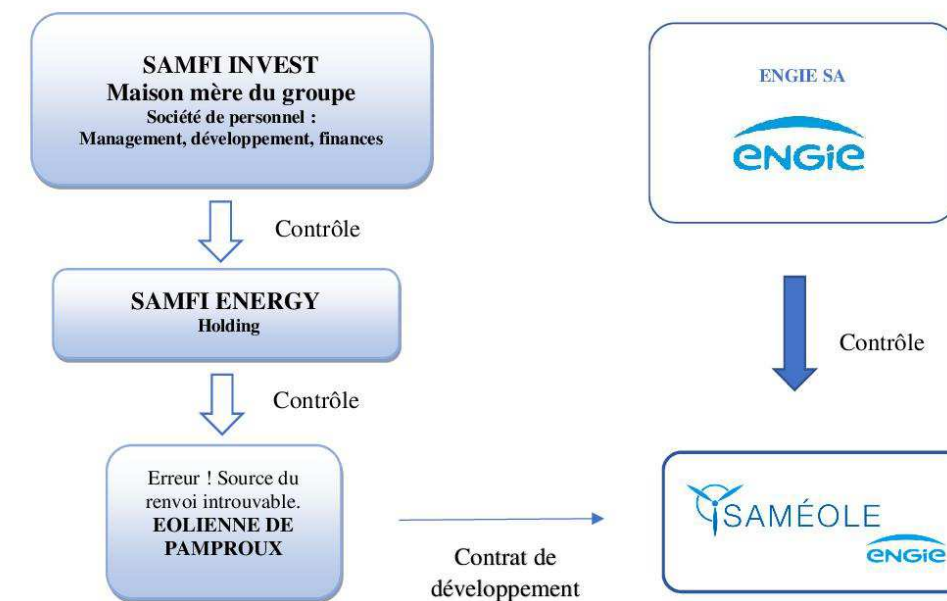 SAMFI INVEST
Maison mère du groupe
Société de personnel :
Management, développement, finances
Contrôle
SAMFI ENERGY
Holding
Contrôle
Erreur ! Source du
renvoi introuvable.
EOLIENNE DE
PAMPROUX
Contrat de
développement
ENGIE SA
ENGIE
Contrôle
SAMÉOLE
ENGIE